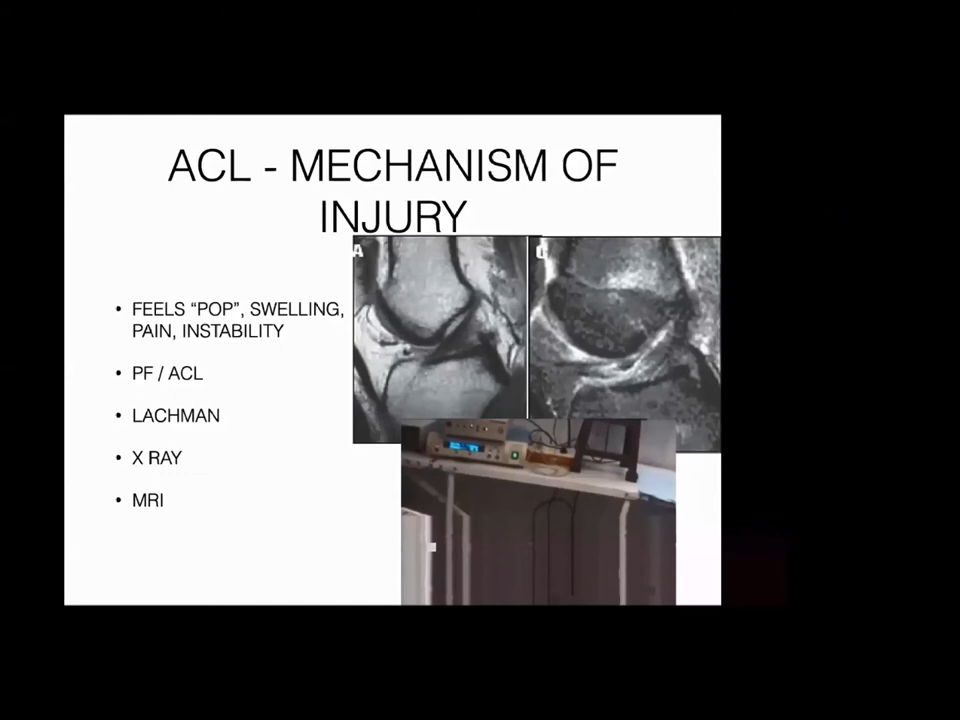 ACL - MECHANISM OF
INJURY
• FEELS “POP”, SWELLING,
PAIN, INSTABILITY
• PF / ACL
• LACHMAN
• X RAY
• MRI
A